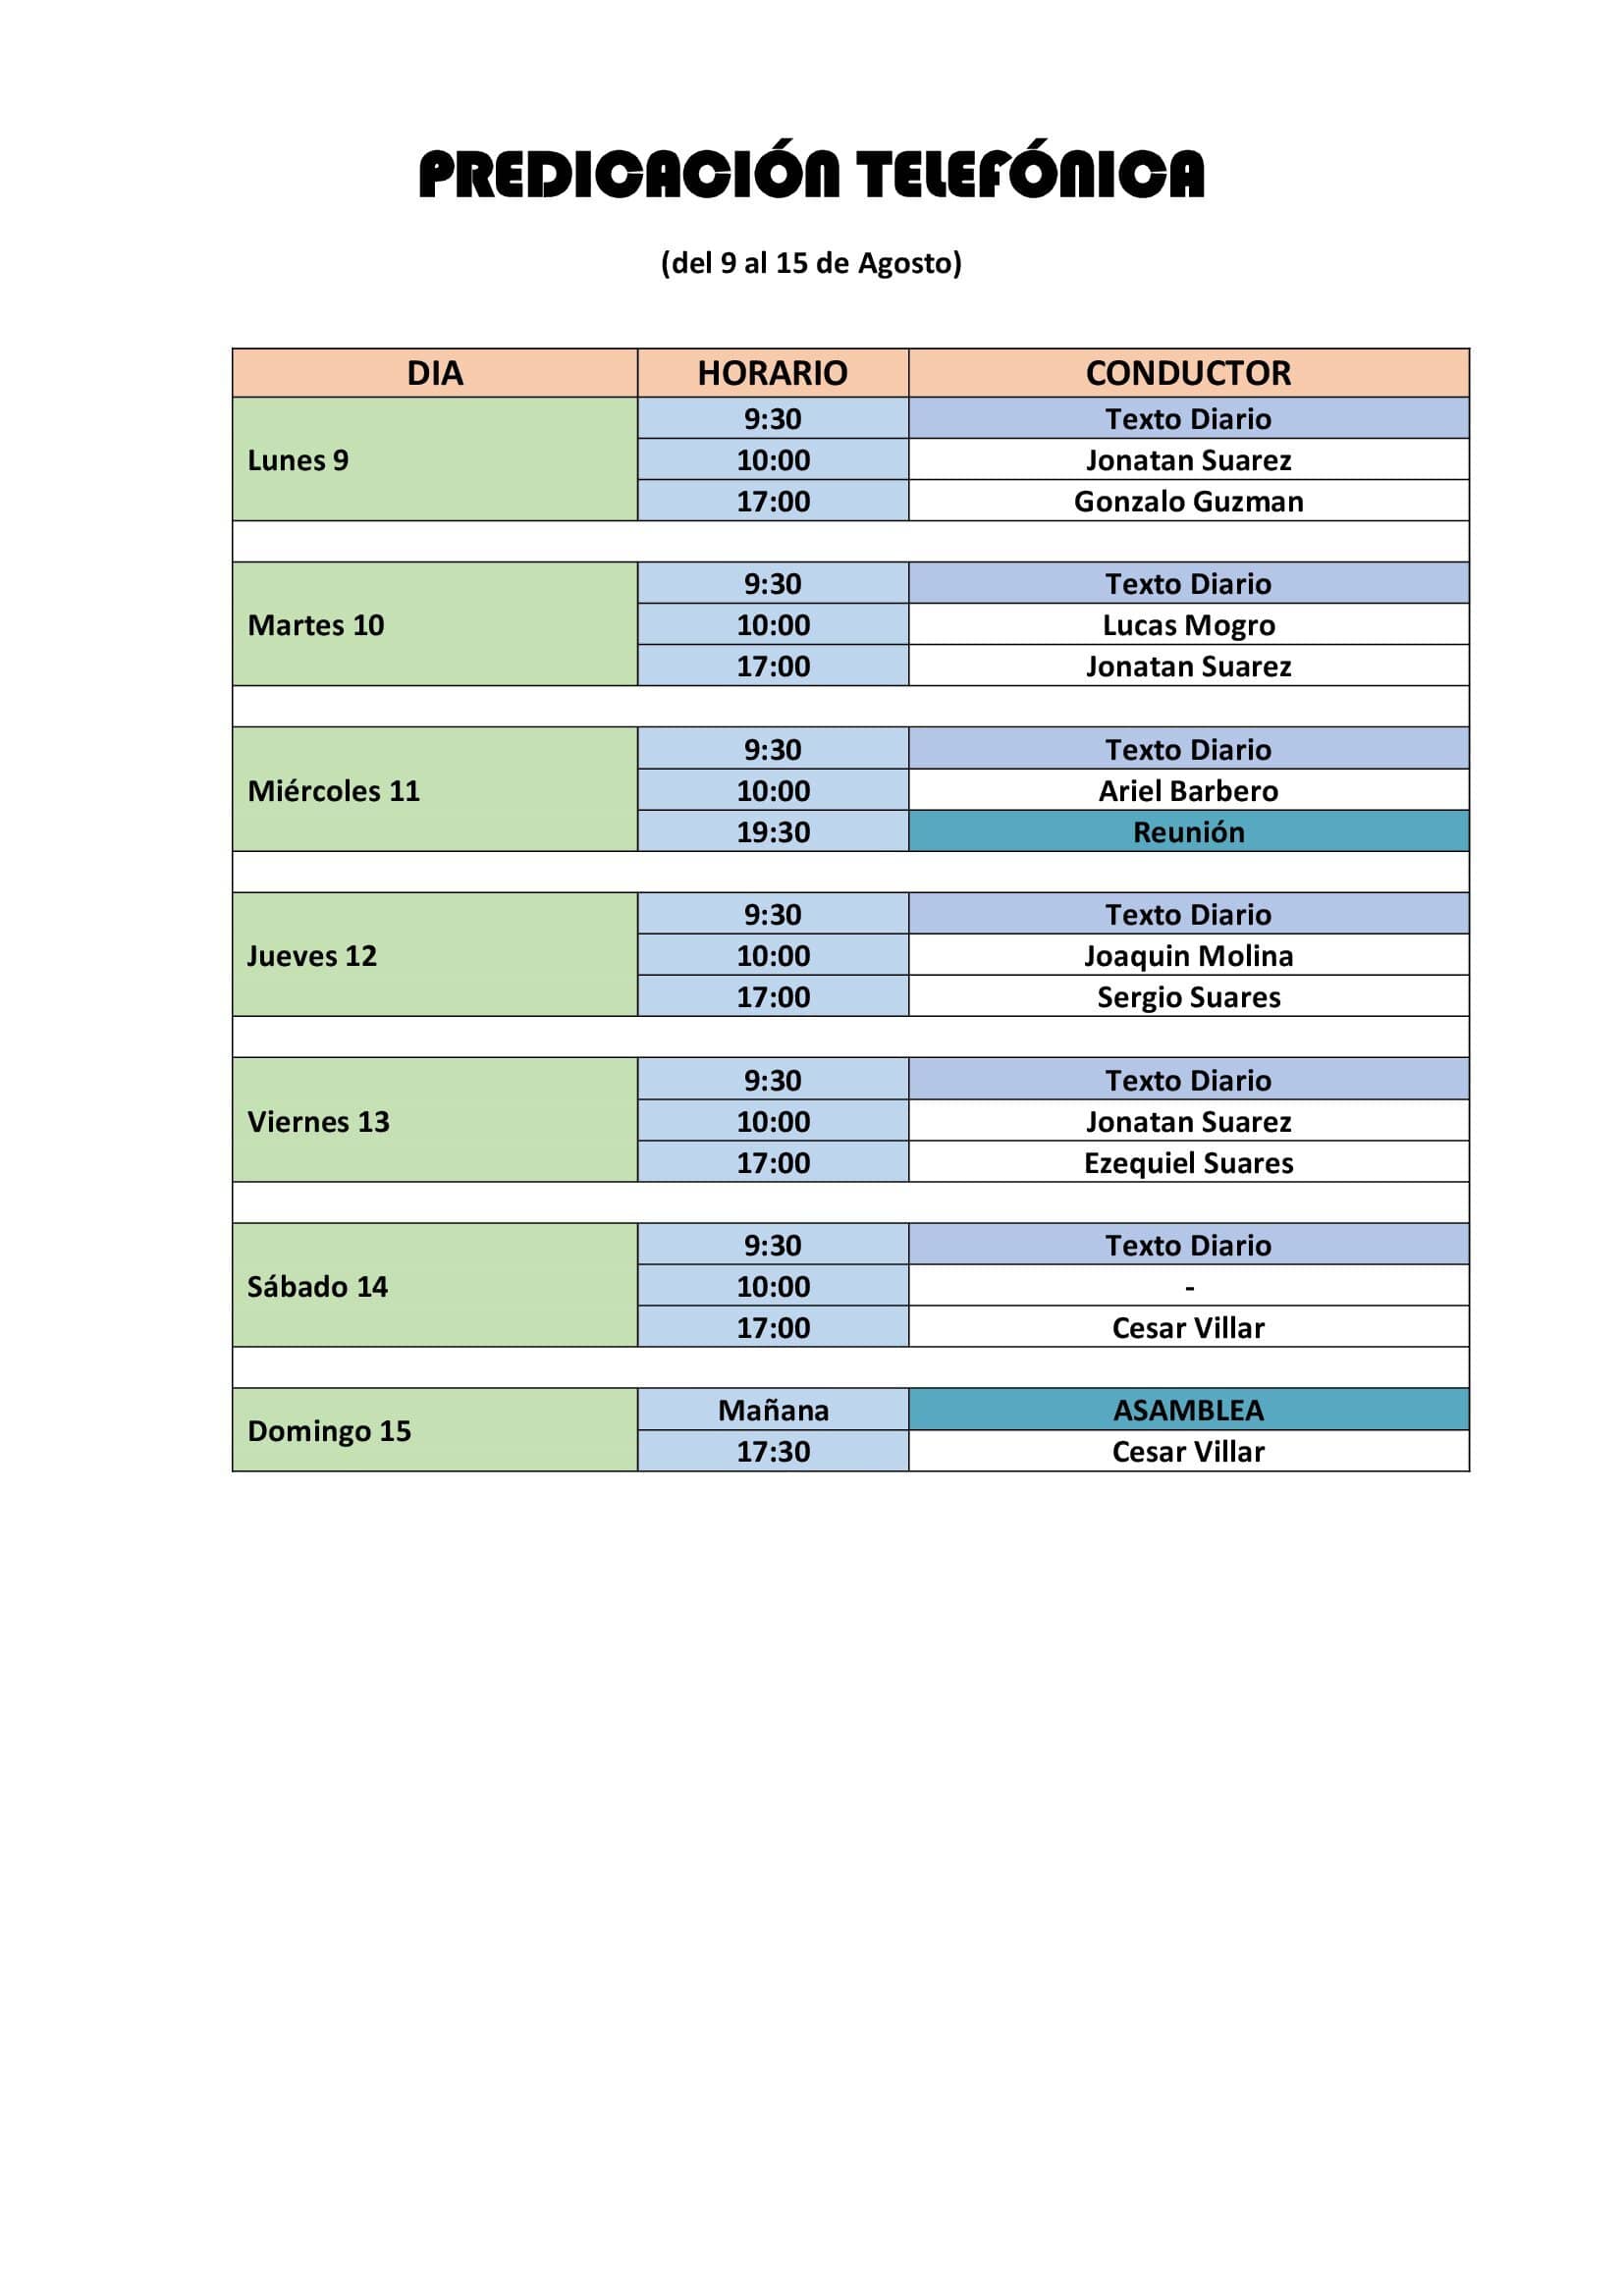 PREDICACIÓN TELEFÓNICA
(del 9 al 15 de Agosto)
DIA HORARIO CONDUCTOR
Lunes 9
9:30 Texto Diario
10:00 Jonatan Suarez
17:00 Gonzalo Guzman
Martes 10
9:30 Texto Diario
10:00 Lucas Mogro
17:00 Jonatan Suarez
Miércoles 11
9:30 Texto Diario
10:00 Ariel Barbero
19:30 Reunión
Jueves 12
9:30 Texto Diario
10:00 Joaquin Molina
17:00 Sergio Suares
Viernes 13
9:30 Texto Diario
10:00 Jonatan Suarez
17:00 Ezequiel Suares
Sábado 14
9:30 Texto Diario
10:00 -
17:00 Cesar Villar
Domingo 15
Mañana ASAMBLEA
17:30 Cesar Villar